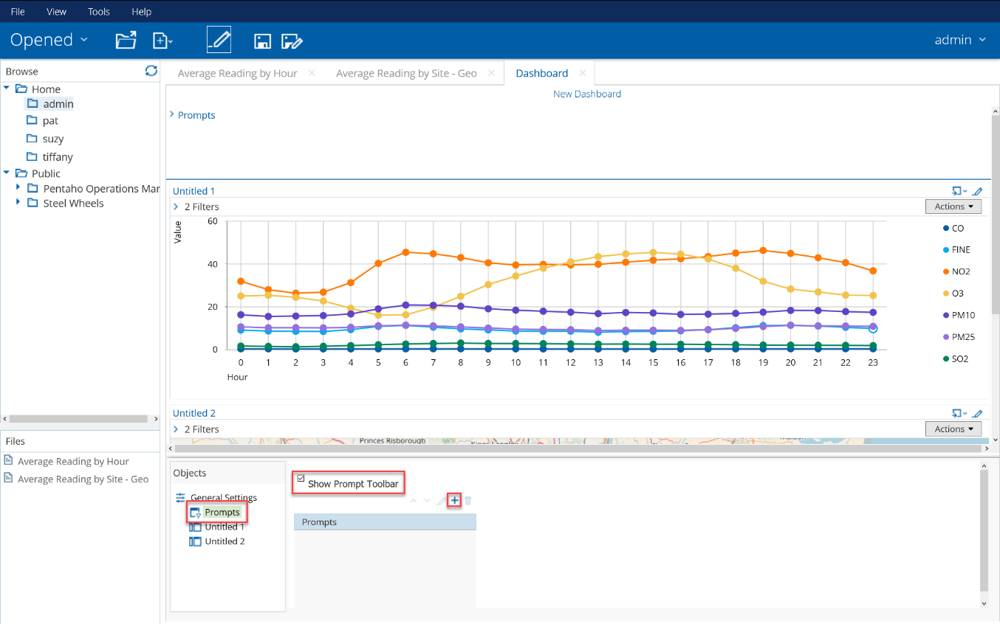 File View Tools Help
Opened
admin
Browse
Home
admin
pat
suzy
tiffany
Public
Pentaho Operations Mar
Steel Wheels
Files
Average Reading by Hour
Average Reading by Site - Geo
Average Reading by Hour × Average Reading by Site - Geo × Dashboard ×
New Dashboard
Prompts
Untitled 1
2 Filters
Actions
Value
60
40
20
0
0 1 2 3 4 5 6 7 8 9 10 11 12 13 14 15 16 17 18 19 20 21 22 23
Hour
CO
FINE
NO2
O3
PM10
PM25
SO2
Untitled 2
2 Filters
Actions
Princes Risborough
Kings Langley
Objects
General Settings
Prompts
Untitled 1
Untitled 2
Show Prompt Toolbar
Prompts